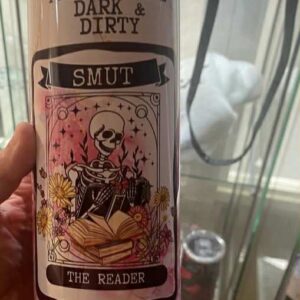 DARK &
DIRTY
SMUT
THE READER